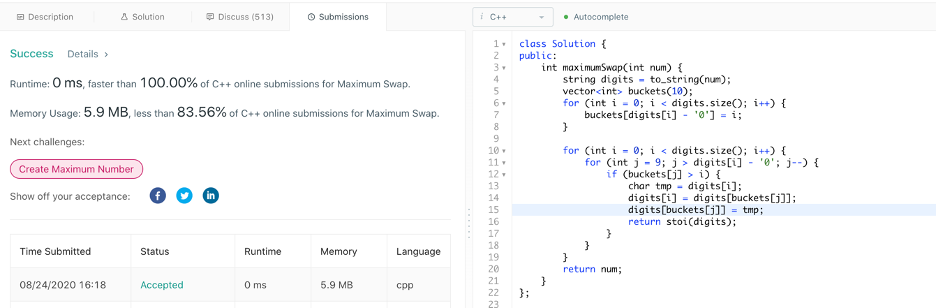 Description Solution Discuss (513) Submissions
Success Details >
Runtime: 0 ms, faster than 100.00% of C++ online submissions for Maximum Swap.
Memory Usage: 5.9 MB, less than 83.56% of C++ online submissions for Maximum Swap.
Next challenges:
Create Maximum Number
Show off your acceptance:
Time Submitted Status Runtime Memory Language
08/24/2020 16:18 Accepted 0 ms 5.9 MB cpp
i C++ Autocomplete
1 class Solution {
2 public:
3 int maximumSwap(int num) {
4 string digits = to_string(num);
5 vector<int> buckets(10);
6 for (int i = 0; i < digits.size(); i++) {
7 buckets[digits[i] - '0'] = i;
8 }
9
10 for (int i = 0; i < digits.size(); i++) {
11 for (int j = 9; j > digits[i] - '0'; j--) {
12 if (buckets[j] > i) {
13 char tmp = digits[i];
14 digits[i] = digits[buckets[j]];
15 digits[buckets[j]] = tmp;
16 return stoi(digits);
17 }
18 }
19 }
20 return num;
21 }
22 };
23